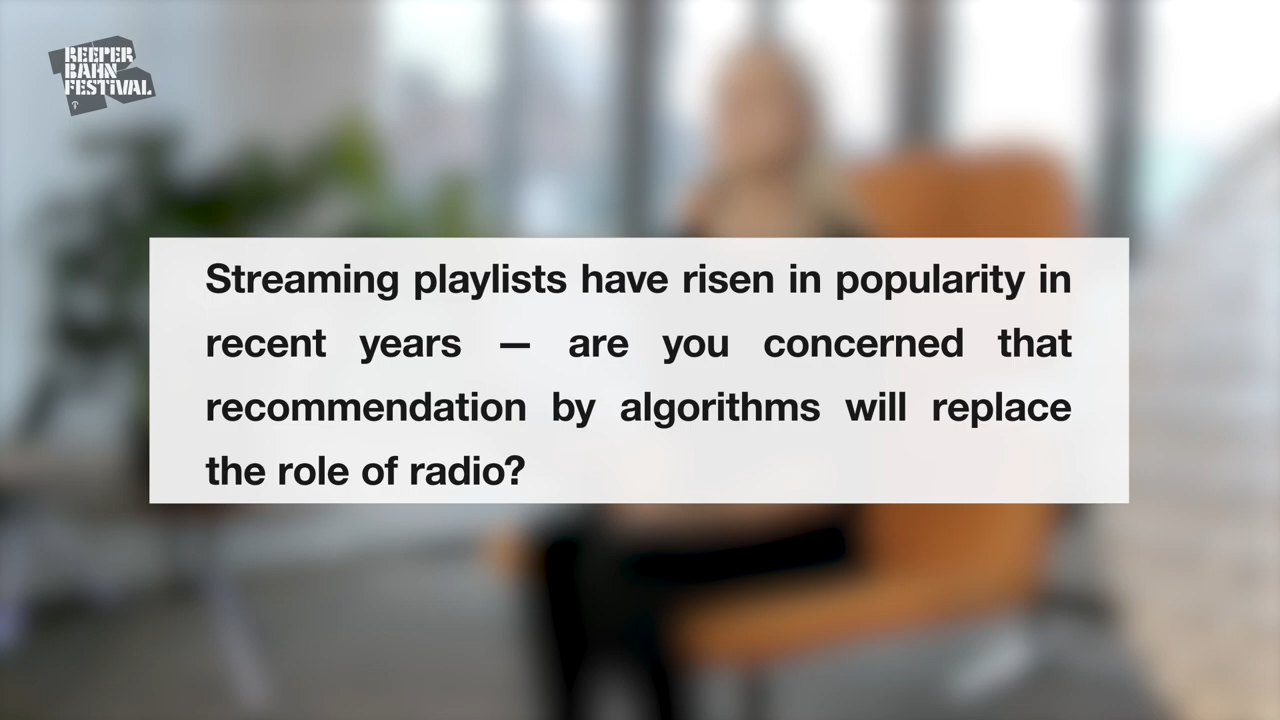 REEPER
BAHN
FESTIVAL
Streaming playlists have risen in popularity in
recent years — are you concerned that
recommendation by algorithms will replace
the role of radio?